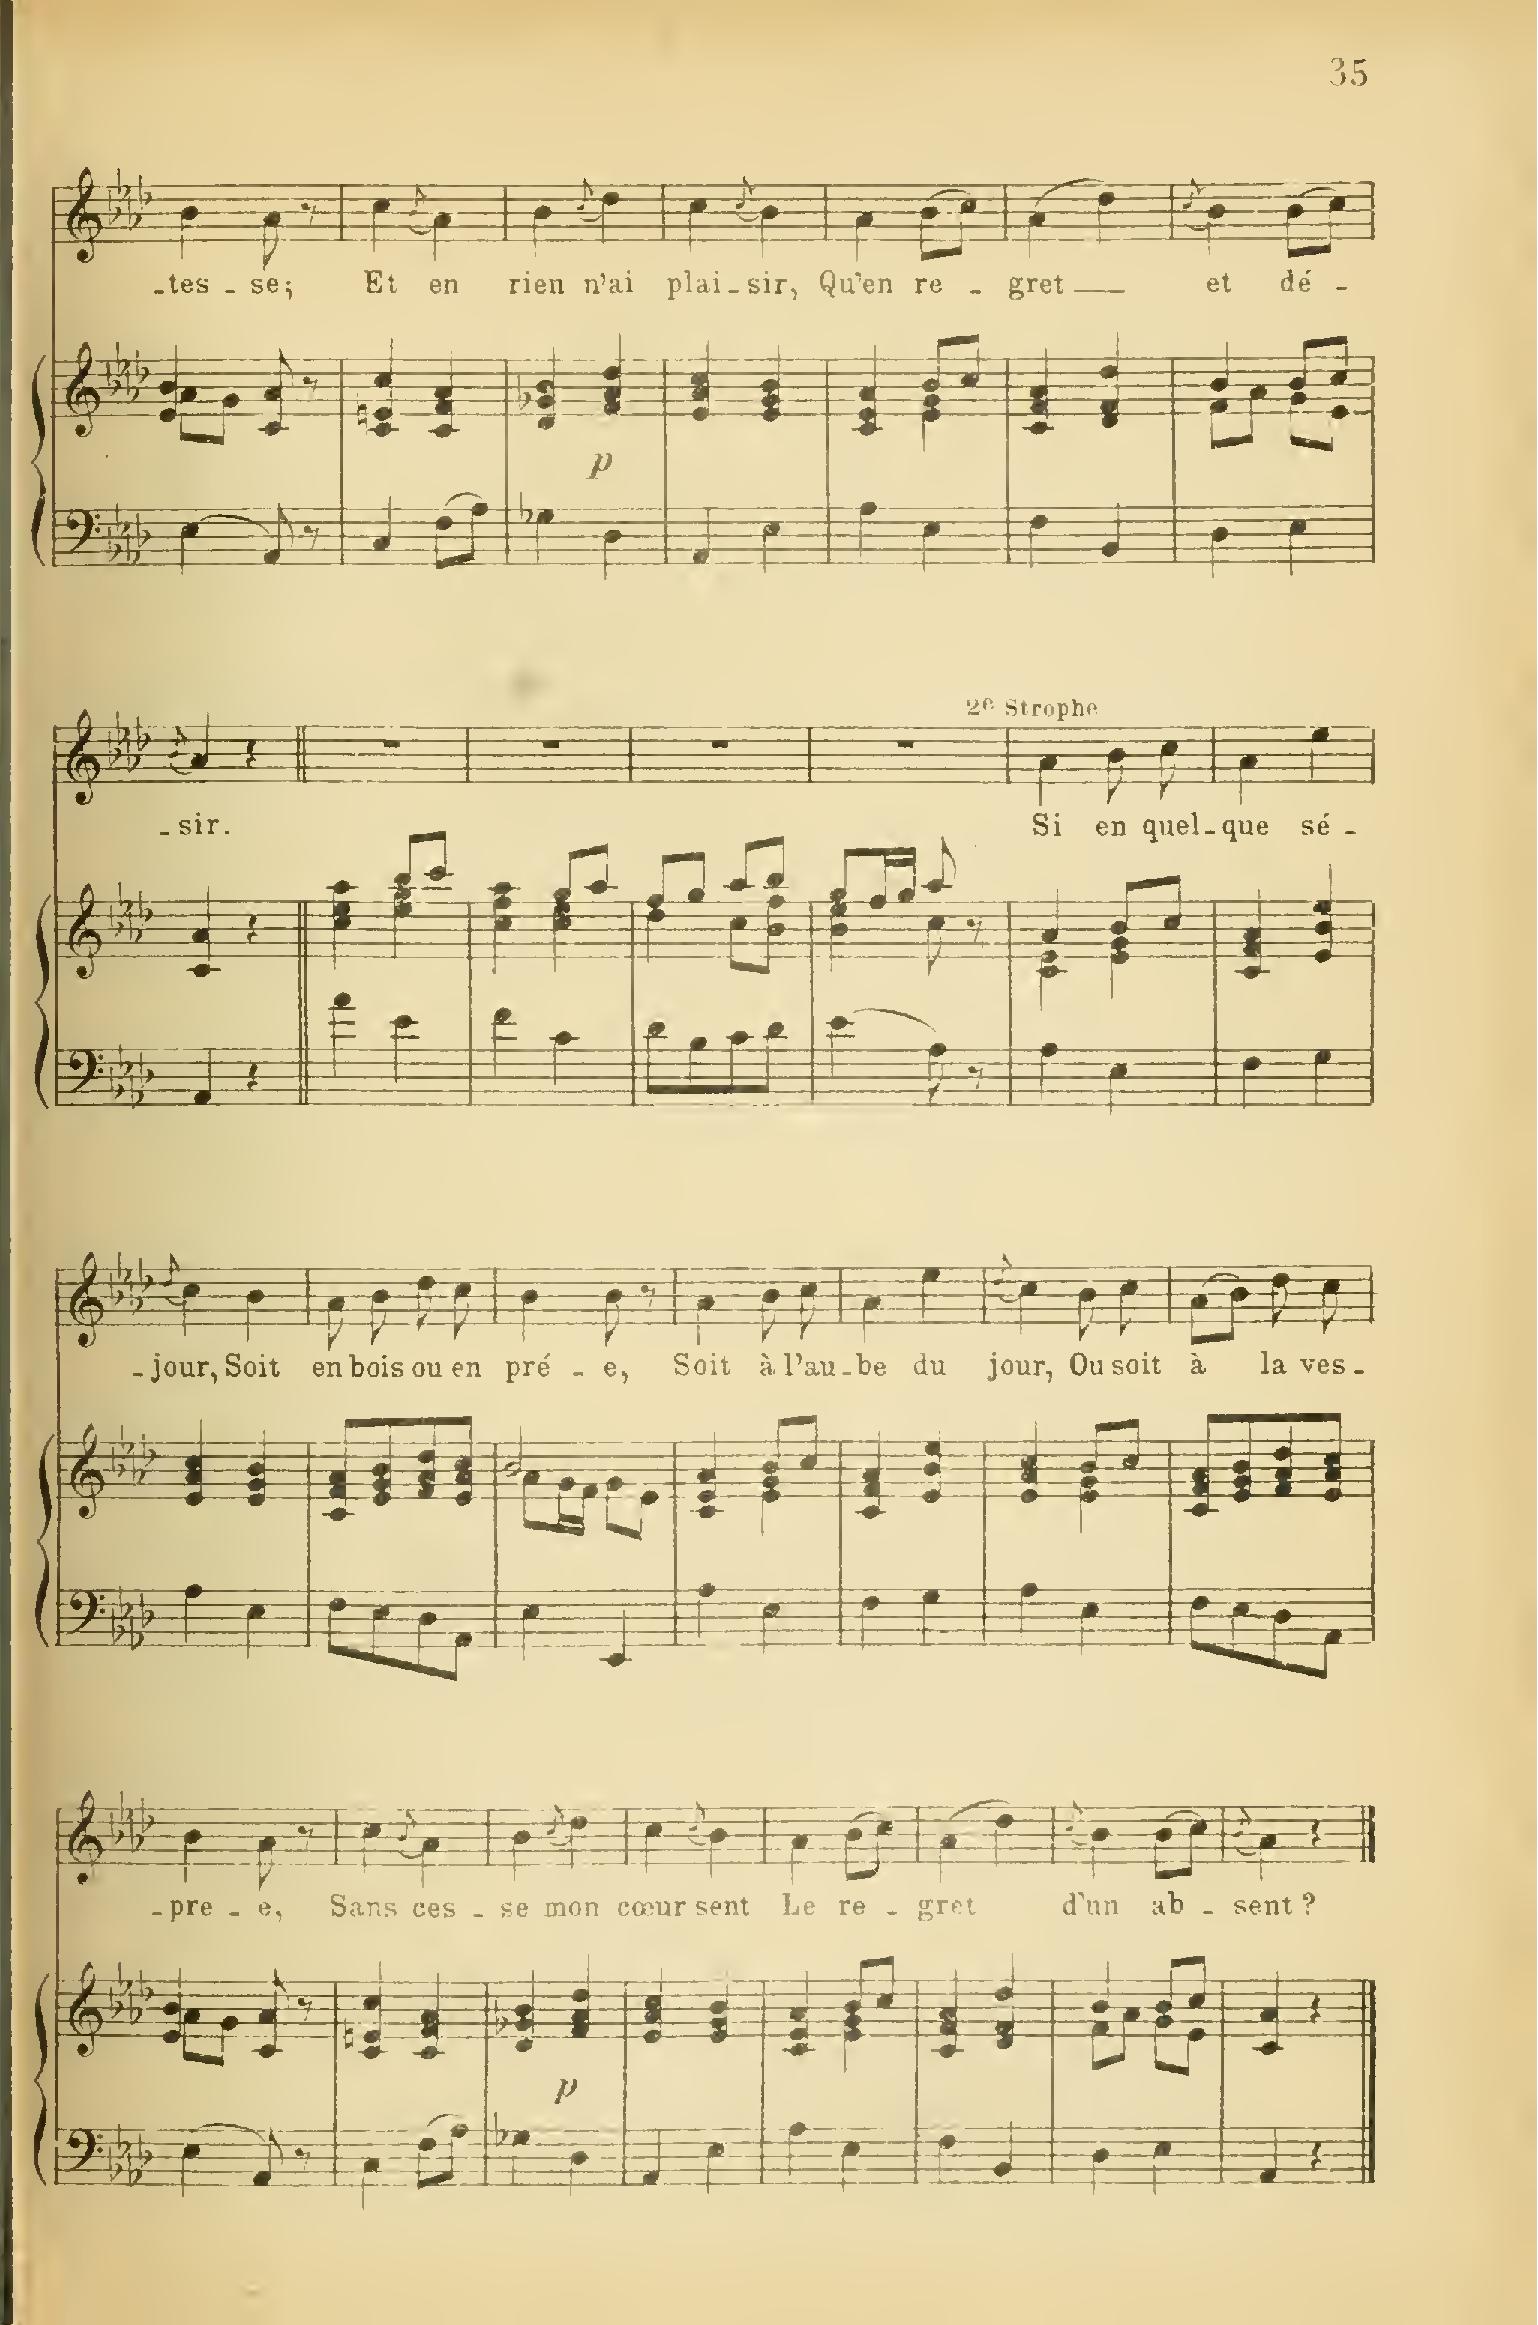 35
-tes - se; Et en rien n'ai plai-sir, Qu'en re - gret — et dé -
p
2e Strophe
- sir. Si en quel-que sé -
- jour, Soit en bois ou en pré - e, Soit à l'au-be du jour, Ou soit à la ves-
-pre - e, Sans ces - se mon cœur sent Le re - gret d'un ab - sent?
p